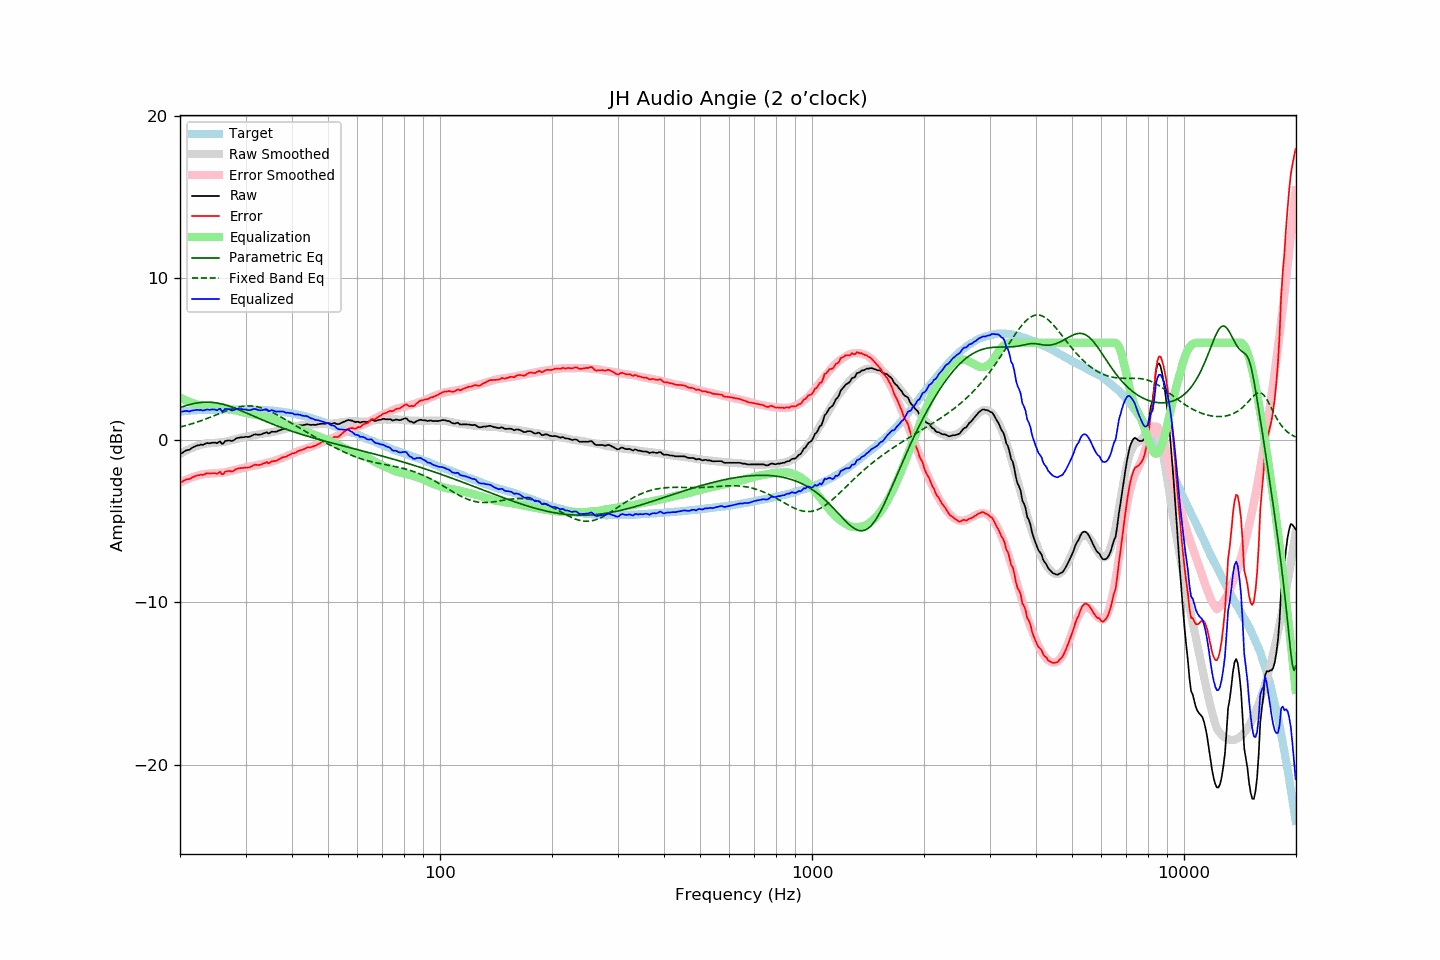 JH Audio Angie (2 o’clock)
20
10
0
−10
−20
Amplitude (dBr)
Target
Raw Smoothed
Error Smoothed
Raw
Error
Equalization
Parametric Eq
Fixed Band Eq
Equalized
100
1000
10000
Frequency (Hz)